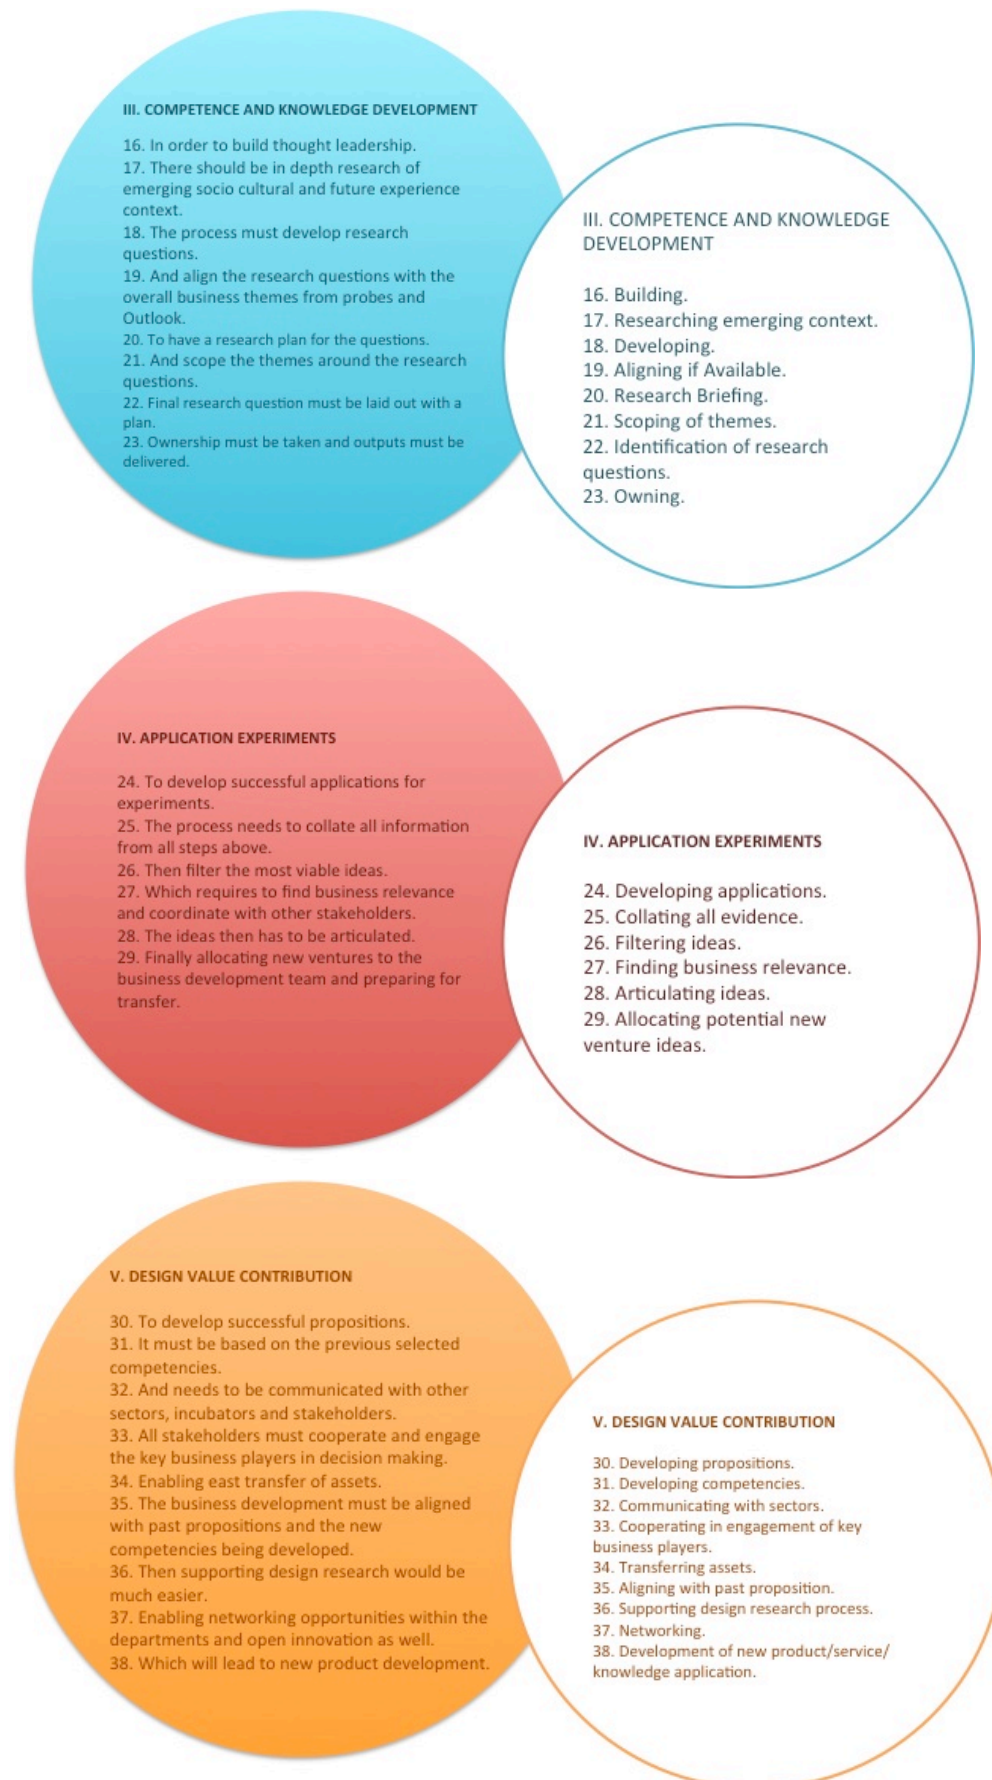 III. COMPETENCE AND KNOWLEDGE DEVELOPMENT
16. In order to build thought leadership.
17. There should be in depth research of
emerging socio cultural and future experience
context.
18. The process must develop research
questions.
19. And align the research questions with the
overall business themes from probes and
Outlook.
20. To have a research plan for the questions.
21. And scope the themes around the research
questions.
22. Final research question must be laid out with a
plan.
23. Ownership must be taken and outputs must be
delivered.
III. COMPETENCE AND KNOWLEDGE
DEVELOPMENT
16. Building.
17. Researching emerging context.
18. Developing.
19. Aligning if Available.
20. Research Briefing.
21. Scoping of themes.
22. Identification of research
questions.
23. Owning.
IV. APPLICATION EXPERIMENTS
24. To develop successful applications for
experiments.
25. The process needs to collate all information
from all steps above.
26. Then filter the most viable ideas.
27. Which requires to find business relevance
and coordinate with other stakeholders.
28. The ideas then has to be articulated.
29. Finally allocating new ventures to the
business development team and preparing for
transfer.
IV. APPLICATION EXPERIMENTS
24. Developing applications.
25. Collating all evidence.
26. Filtering ideas.
27. Finding business relevance.
28. Articulating ideas.
29. Allocating potential new
venture ideas.
V. DESIGN VALUE CONTRIBUTION
30. To develop successful propositions.
31. It must be based on the previous selected
competencies.
32. And needs to be communicated with other
sectors, incubators and stakeholders.
33. All stakeholders must cooperate and engage
the key business players in decision making.
34. Enabling east transfer of assets.
35. The business development must be aligned
with past propositions and the new
competencies being developed.
36. Then supporting design research would be
much easier.
37. Enabling networking opportunities within the
departments and open innovation as well.
38. Which will lead to new product development.
V. DESIGN VALUE CONTRIBUTION
30. Developing propositions.
31. Developing competencies.
32. Communicating with sectors.
33. Cooperating in engagement of key
business players.
34. Transferring assets.
35. Aligning with past proposition.
36. Supporting design research process.
37. Networking.
38. Development of new product/service/
knowledge application.